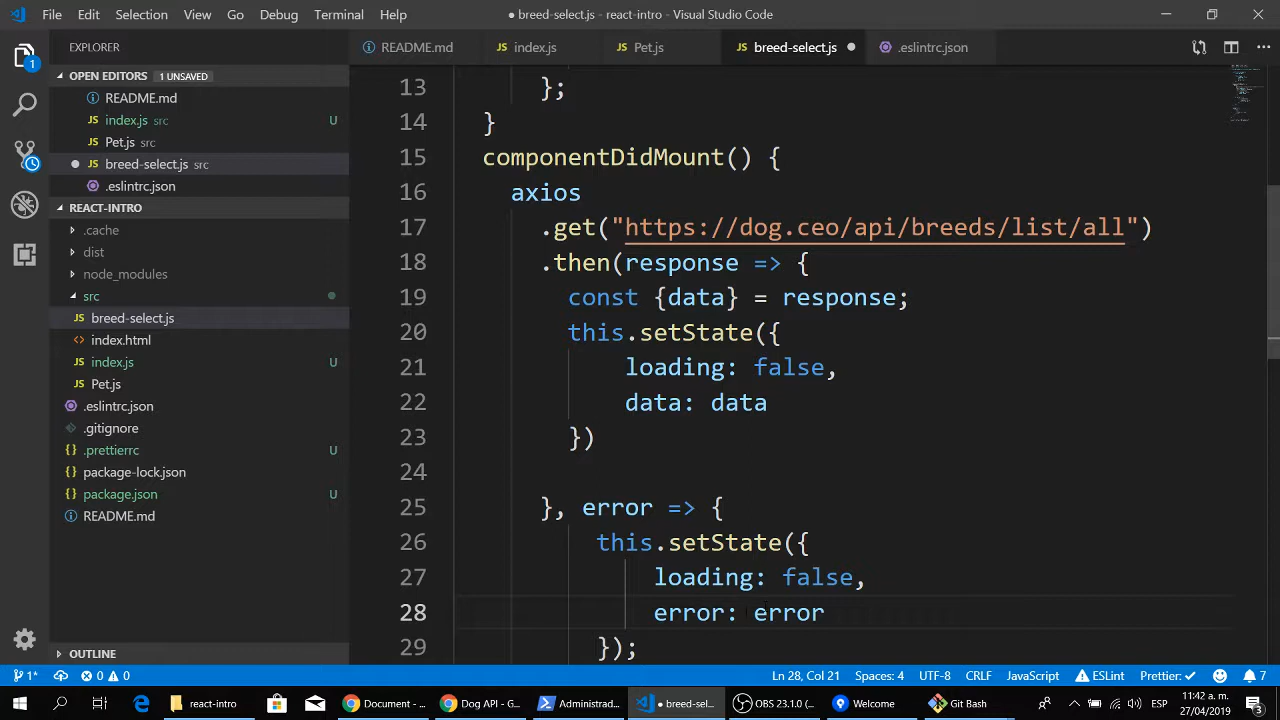 File Edit Selection View Go Debug Terminal Help ● breed-select.js - react-intro - Visual Studio Code
EXPLORER
README.md index.js Pet.js breed-select.js .eslintrc.json
OPEN EDITORS 1 UNSAVED
README.md
index.js src U
Pet.js src
breed-select.js src
.eslintrc.json
REACT-INTRO
.cache
dist
node_modules
src
breed-select.js
index.html
index.js U
Pet.js
.eslintrc.json
.gitignore
.prettierrc U
package-lock.json
package.json U
README.md
OUTLINE
13 };
14 }
15 componentDidMount() {
16 axios
17 .get("https://dog.ceo/api/breeds/list/all")
18 .then(response => {
19 const {data} = response;
20 this.setState({
21 loading: false,
22 data: data
23 })
24
25 }, error => {
26 this.setState({
27 loading: false,
28 error: error
29 });
1* 0 0 Ln 28, Col 21 Spaces: 4 UTF-8 CRLF JavaScript ESLint Prettier: ✓ 7
react-intro Document - ... Dog API - G... Administrad... ● breed-sel... OBS 23.1.0 (... Welcome Git Bash ESP 11:42 a. m.
27/04/2019